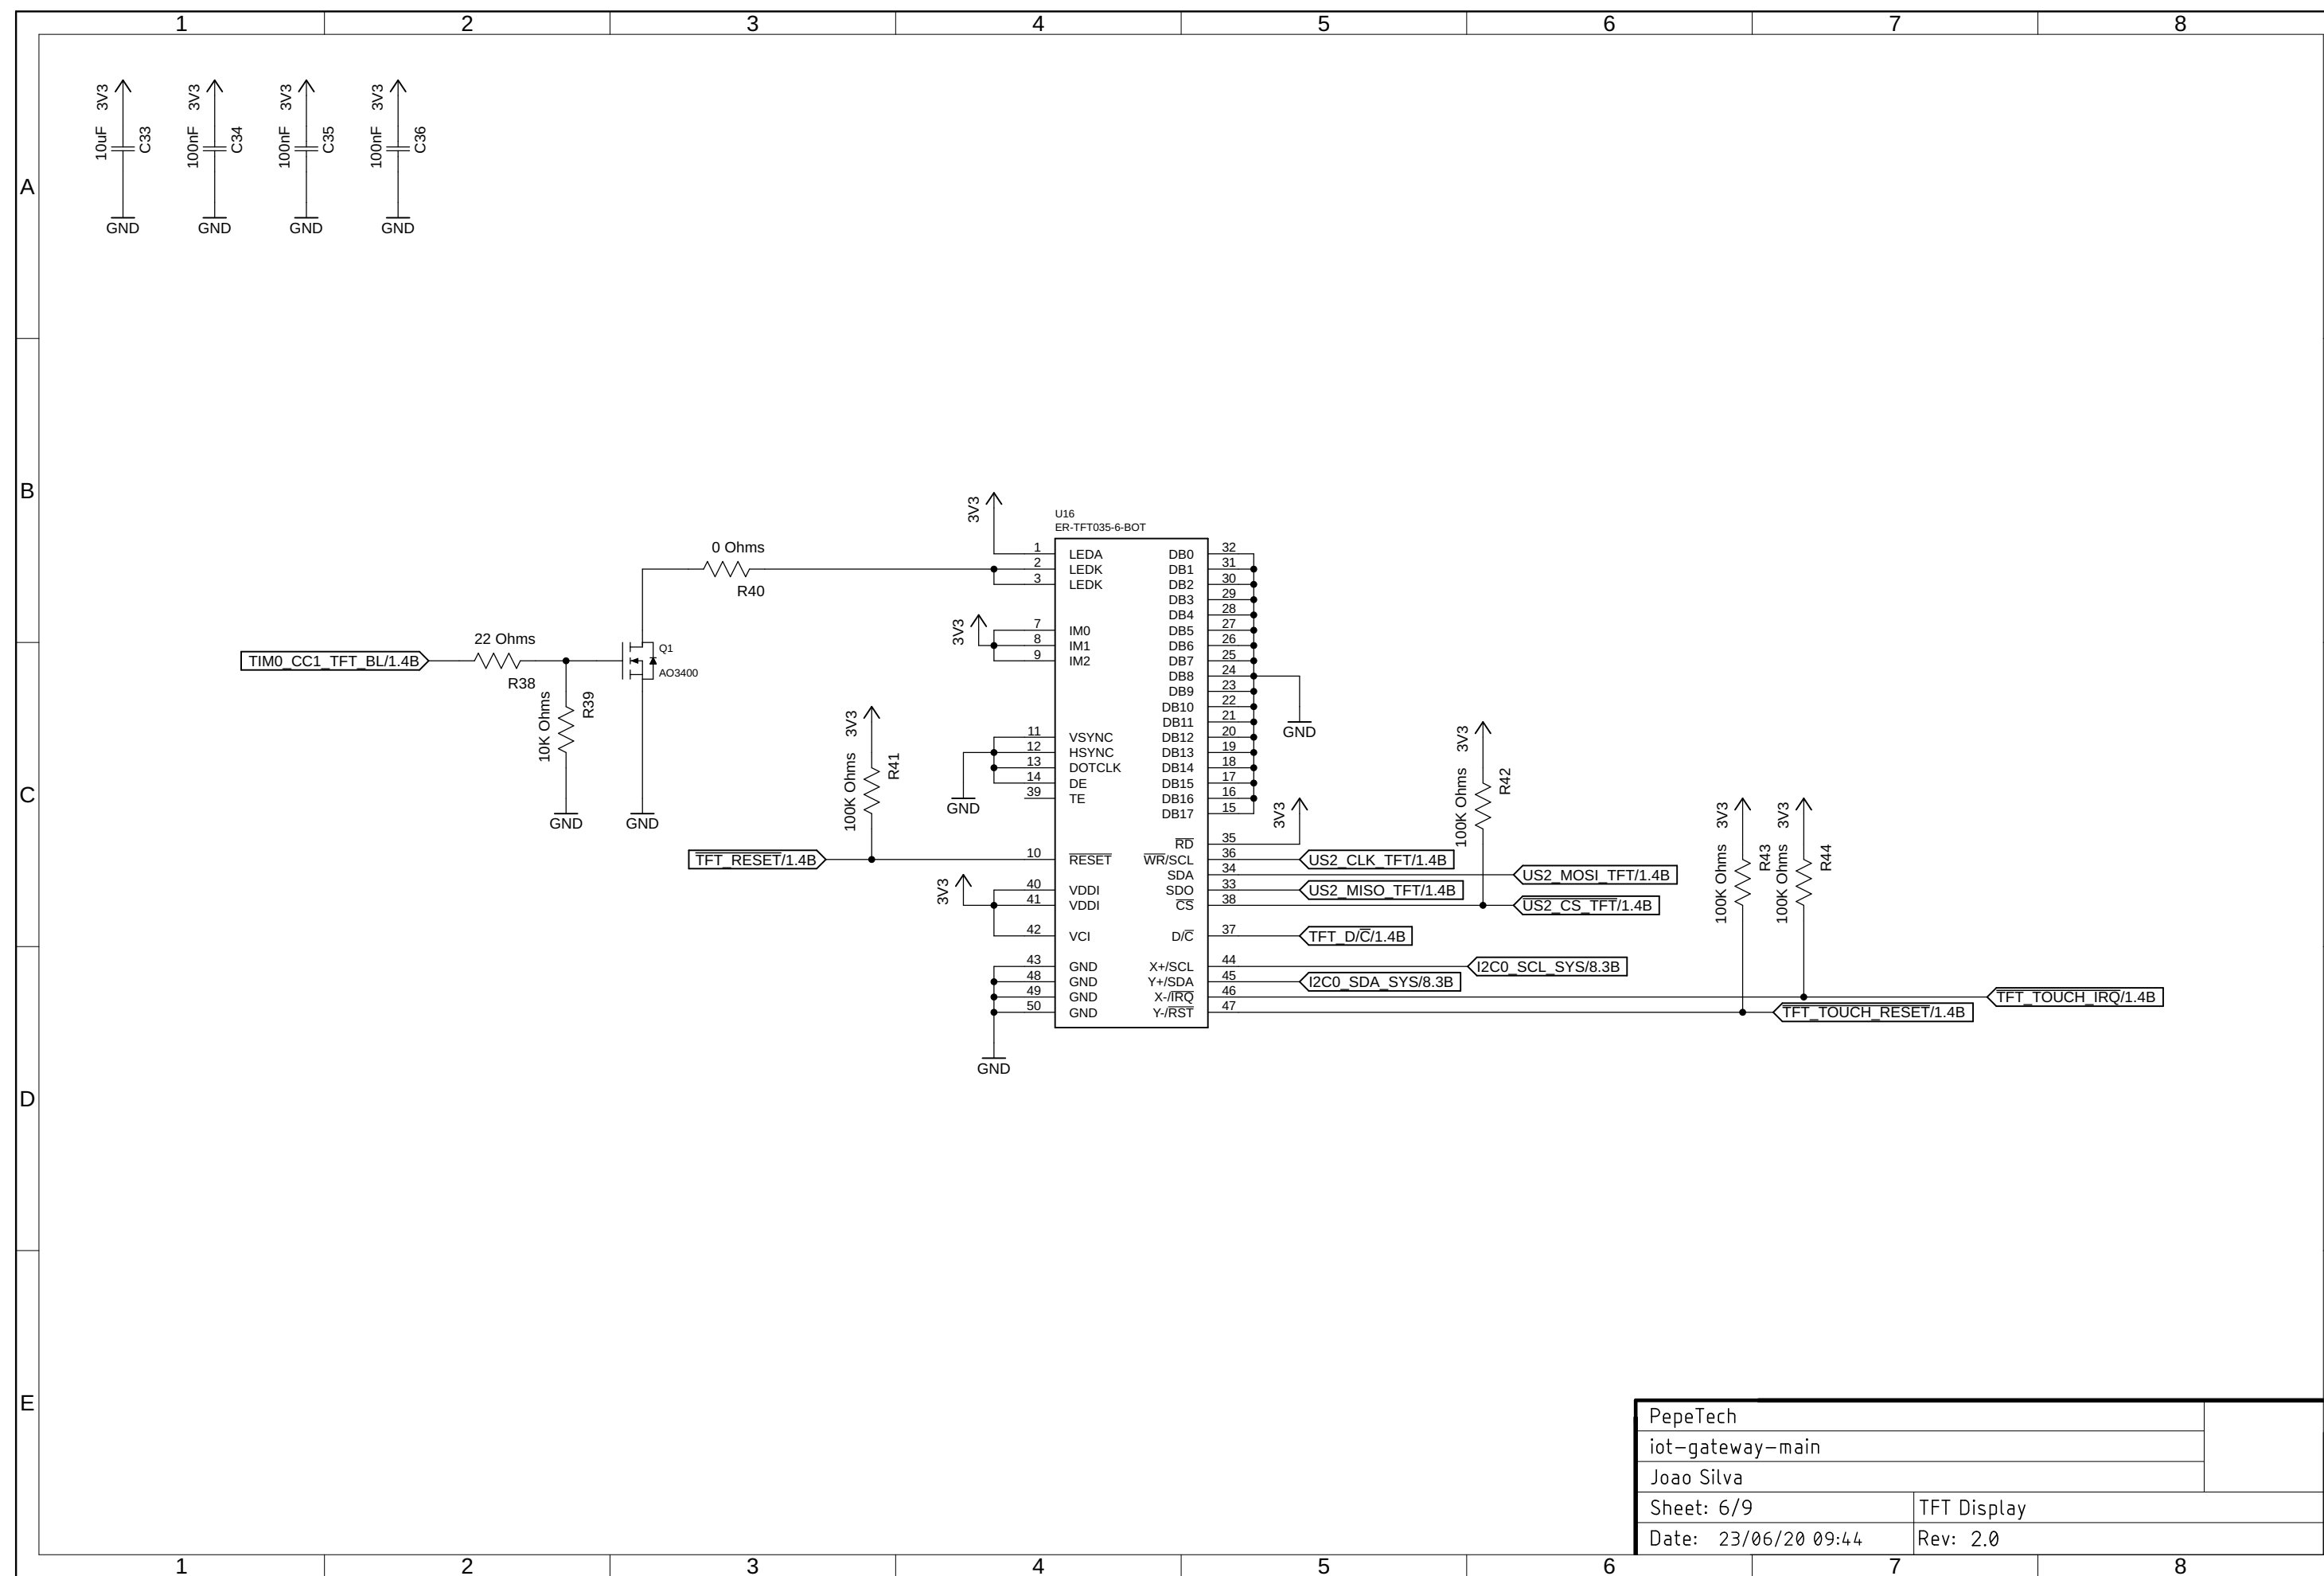 1 2 3 4 5 6 7 8
A
B
C
D
E
3V3 3V3 3V3 3V3
10uF C33 100nF C34 100nF C35 100nF C36
GND GND GND GND
3V3
U16
ER-TFT035-6-BOT
0 Ohms
R40
1 LEDA
2 LEDK
3 LEDK
3V3
7 IM0
8 IM1
9 IM2
TIM0_CC1_TFT_BL/1.4B
22 Ohms
R38
Q1
AO3400
10K Ohms R39
GND
GND
11 VSYNC
12 HSYNC
13 DOTCLK
14 DE
39 TE
GND
3V3
100K Ohms R41
TFT_RESET/1.4B
10 RESET
3V3
40 VDDI
41 VDDI
42 VCI
43 GND
48 GND
49 GND
50 GND
GND
DB0 32
DB1 31
DB2 30
DB3 29
DB4 28
DB5 27
DB6 26
DB7 25
DB8 24
DB9 23
DB10 22
DB11 21
DB12 20
DB13 19
DB14 18
DB15 17
DB16 16
DB17 15
GND
3V3
RD 35
WR/SCL 36 US2_CLK_TFT/1.4B
SDA 34 US2_MOSI_TFT/1.4B
SDO 33 US2_MISO_TFT/1.4B
CS 38 US2_CS_TFT/1.4B
3V3
100K Ohms R42
D/C 37 TFT_D/C/1.4B
X+/SCL 44 I2C0_SCL_SYS/8.3B
Y+/SDA 45 I2C0_SDA_SYS/8.3B
X-/IRQ 46 TFT_TOUCH_IRQ/1.4B
Y-/RST 47 TFT_TOUCH_RESET/1.4B
3V3 3V3
100K Ohms R43 100K Ohms R44
PepeTech
iot-gateway-main
Joao Silva
Sheet: 6/9 TFT Display
Date: 23/06/20 09:44 Rev: 2.0
1 2 3 4 5 6 7 8